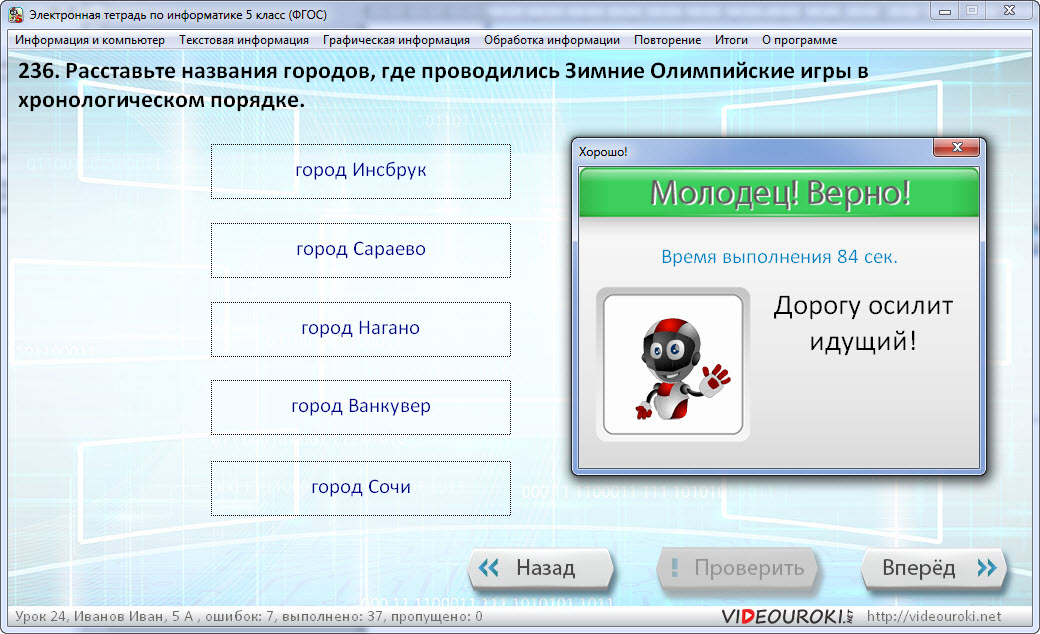 Электронная тетрадь по информатике 5 класс (ФГОС)
Информация и компьютер Текстовая информация Графическая информация Обработка информации Повторение Итоги О программе
236. Расставьте названия городов, где проводились Зимние Олимпийские игры в
хронологическом порядке.
город Инсбрук
город Сараево
город Нагано
город Ванкувер
город Сочи
Хорошо!
Молодец! Верно!
Время выполнения 84 сек.
Дорогу осилит
идущий!
Назад
! Проверить
Вперёд
Урок 24, Иванов Иван, 5 А , ошибок: 7, выполнено: 37, пропущено: 0
VIDEOUROKI.NET
http://videouroki.net